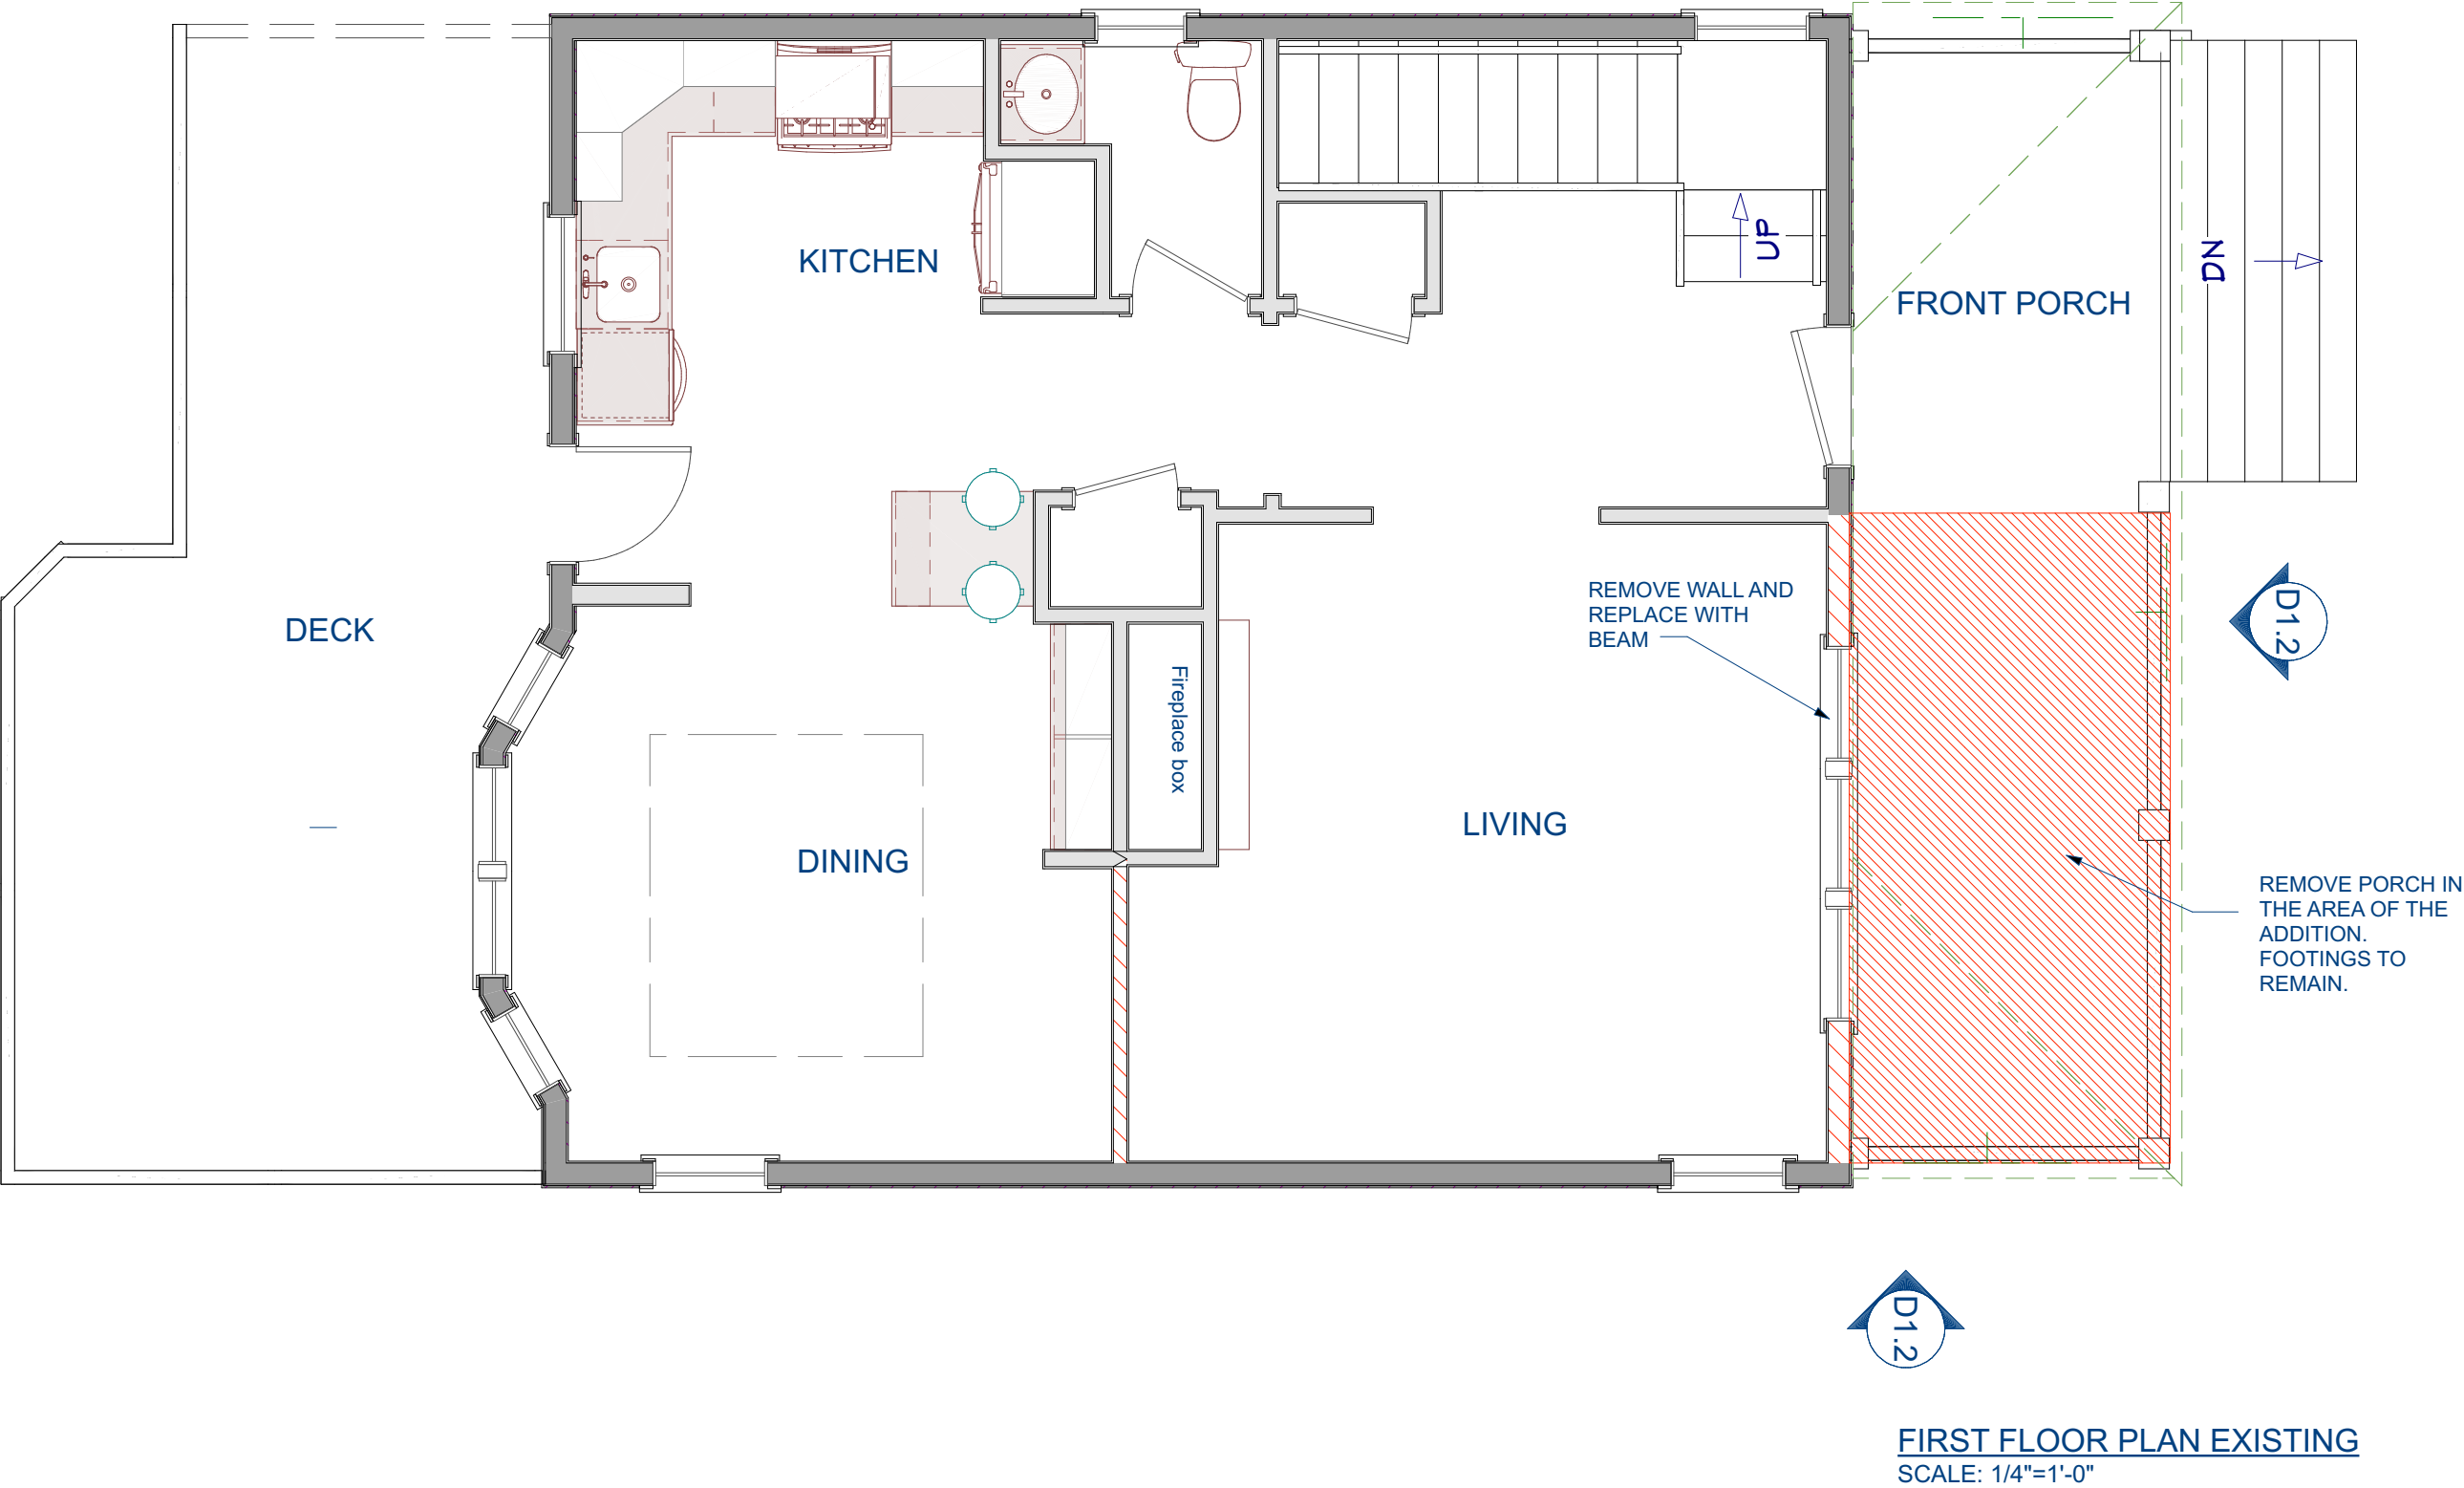 KITCHEN
UP
DN
FRONT PORCH
REMOVE WALL AND
REPLACE WITH
BEAM
D1.2
DECK
Fireplace box
LIVING
DINING
REMOVE PORCH IN
THE AREA OF THE
ADDITION.
FOOTINGS TO
REMAIN.
D1.2
FIRST FLOOR PLAN EXISTING
SCALE: 1/4"=1'-0"